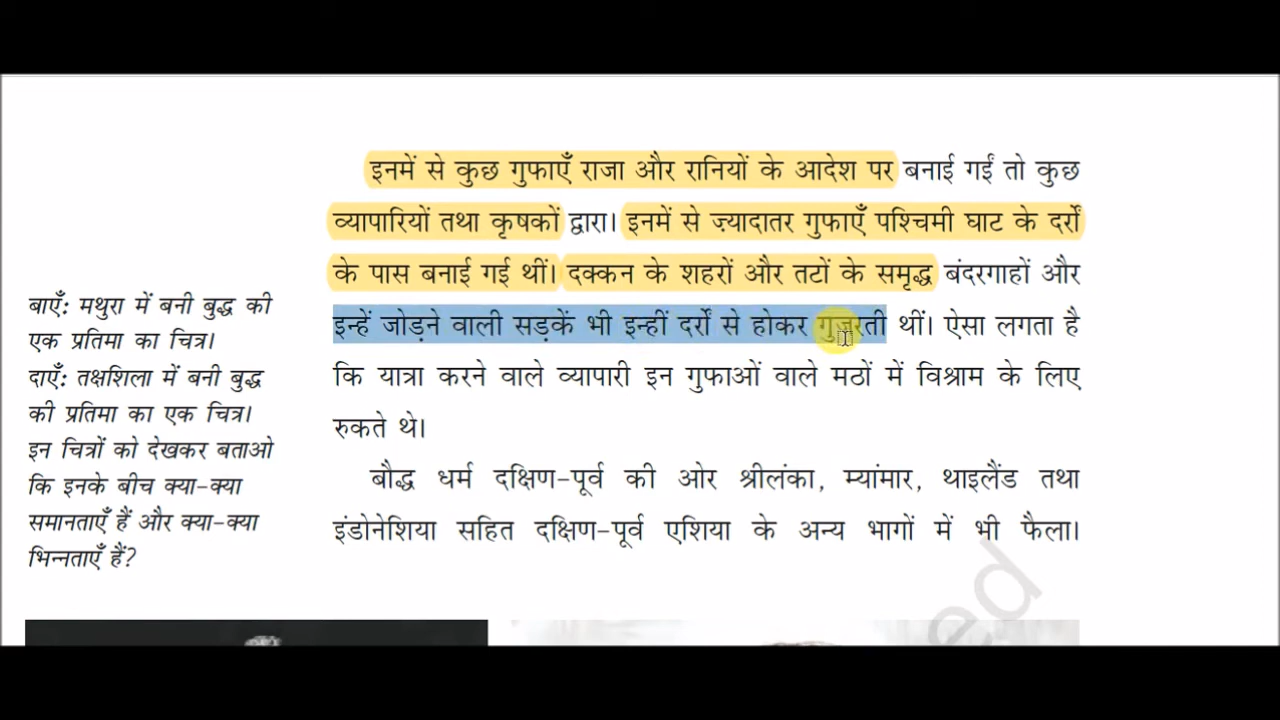 इनमें से कुछ गुफाएँ राजा और रानियों के आदेश पर बनाई गईं तो कुछ
व्यापारियों तथा कृषकों द्वारा। इनमें से ज़्यादातर गुफाएँ पश्चिमी घाट के दर्रों
के पास बनाई गई थीं। दक्कन के शहरों और तटों के समृद्ध बंदरगाहों और
इन्हें जोड़ने वाली सड़कें भी इन्हीं दर्रों से होकर गुज़रती थीं। ऐसा लगता है
कि यात्रा करने वाले व्यापारी इन गुफाओं वाले मठों में विश्राम के लिए
रुकते थे।
बौद्ध धर्म दक्षिण-पूर्व की ओर श्रीलंका, म्यांमार, थाइलैंड तथा
इंडोनेशिया सहित दक्षिण-पूर्व एशिया के अन्य भागों में भी फैला।
बाएँ: मथुरा में बनी बुद्ध की
एक प्रतिमा का चित्र।
दाएँ: तक्षशिला में बनी बुद्ध
की प्रतिमा का एक चित्र।
इन चित्रों को देखकर बताओ
कि इनके बीच क्या-क्या
समानताएँ हैं और क्या-क्या
भिन्नताएँ हैं?